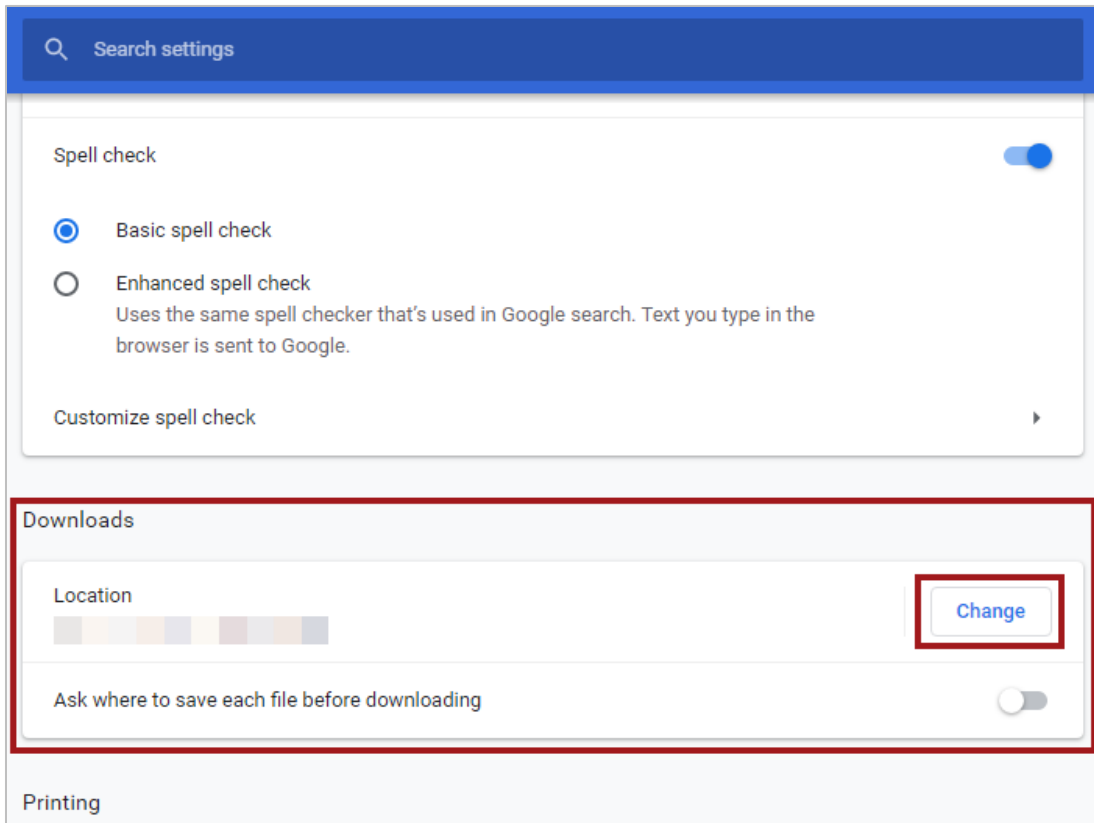 Search settings
Spell check
Basic spell check
Enhanced spell check
Uses the same spell checker that's used in Google search. Text you type in the
browser is sent to Google.
Customize spell check
Downloads
Location
Change
Ask where to save each file before downloading
Printing